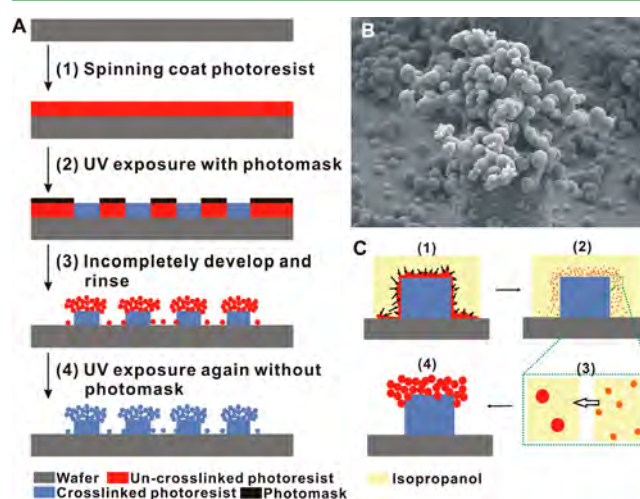 A
(1) Spinning coat photoresist
(2) UV exposure with photomask
(3) Incompletely develop and
rinse
(4) UV exposure again without
photomask
Wafer Un-crosslinked photoresist
Crosslinked photoresist Photomask
B
C
(1)
(2)
(4)
(3)
Isopropanol